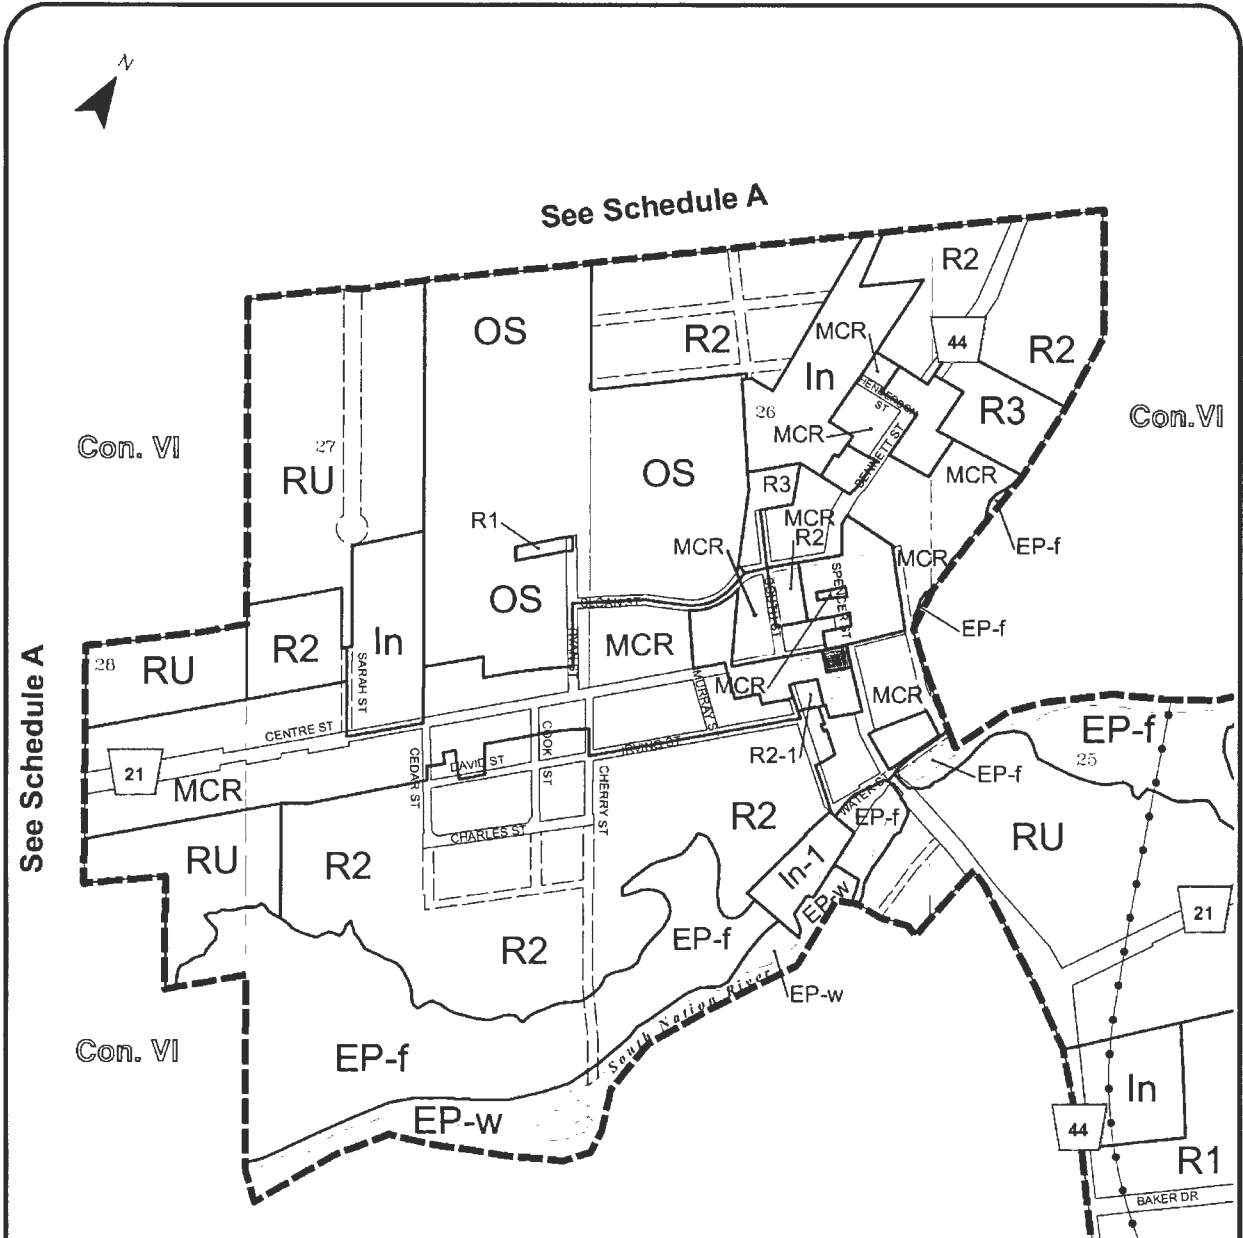 N
See Schedule A
R2
OS
MCR
R2
44
R2
In
R3
HENDERSON
ST
26
Con. VI
Con. VI
27
MCR
BENNETT ST
RU
OS
R3
MCR
R1
MCR
R2
MCR
MCR
EP-f
OS
SLOAN ST
SPENCER ST
EP-f
28
RU
R2
In
MCR
SARAH ST
MCR
MURRAY S
MCR
See Schedule A
CENTRE ST
COOK ST
IRVING ST
R2-1
EP-f
25
EP-f
21
CEDAR ST
DAVID ST
CHERRY ST
MCR
WATER S
EP-f
R2
CHARLES ST
RU
RU
R2
In-1
EP-w
21
R2
EP-f
EP-w
South Nation River
Con. VI
EP-f
In
EP-w
44
R1
BAKER DR